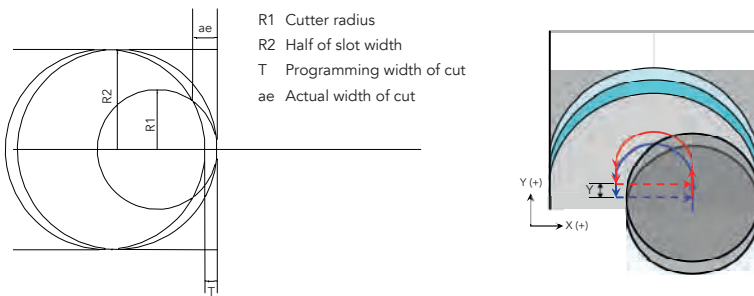 ae
R2
R1
T
R1 Cutter radius
R2 Half of slot width
T Programming width of cut
ae Actual width of cut
Y
Y (+)
X (+)